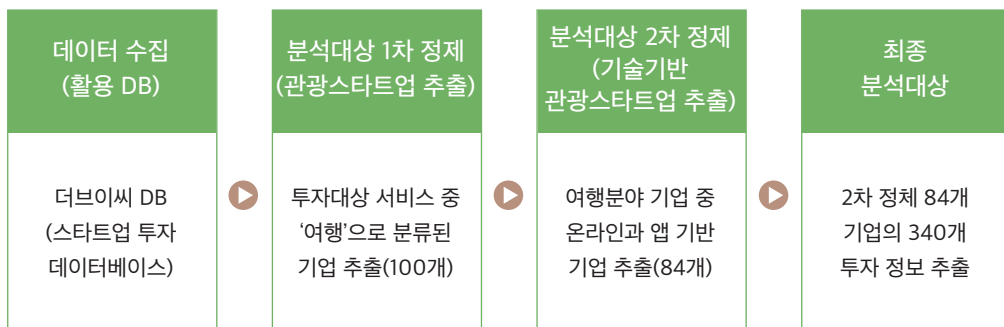 데이터 수집
(활용 DB)
더브이씨 DB
(스타트업 투자
데이터베이스)
분석대상 1차 정제
(관광스타트업 추출)
투자대상 서비스 중
‘여행’으로 분류된
기업 추출(100개)
분석대상 2차 정제
(기술기반
관광스타트업 추출)
여행분야 기업 중
온라인과 앱 기반
기업 추출(84개)
최종
분석대상
2차 정체 84개
기업의 340개
투자 정보 추출